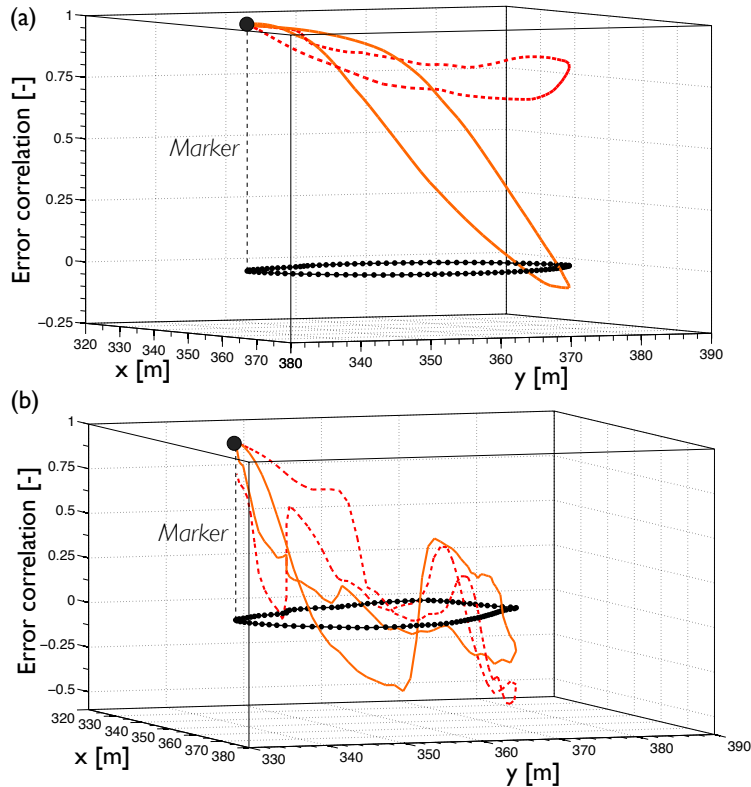 (a)
1
0.75
0.5
0.25
0
−0.25
Error correlation [-]
Marker
320 330 340 350 360 370 380 340 350 360 370 380 390
x [m] y [m]
(b)
1
0.75
0.5
0.25
0
-0.25
-0.5
Error correlation [-]
Marker
320 330 340 350 360 370 380 330 340 350 360 370 380 390
x [m] y [m]